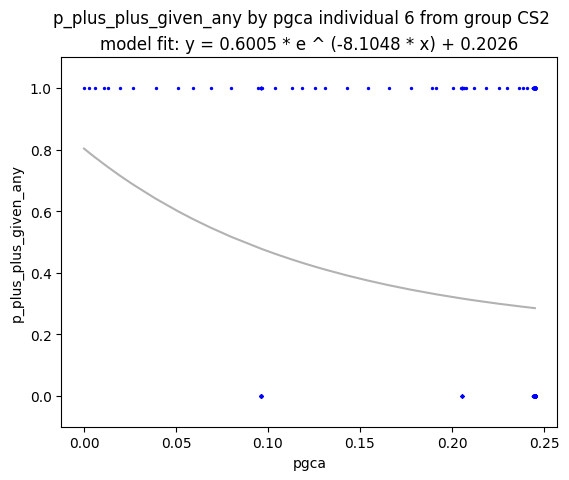 p_plus_plus_given_any by pgca individual 6 from group CS2
model fit: y = 0.6005 * e ^ (-8.1048 * x) + 0.2026
1.0
0.8
0.6
0.4
0.2
0.0
p_plus_plus_given_any
0.00 0.05 0.10 0.15 0.20 0.25
pgca